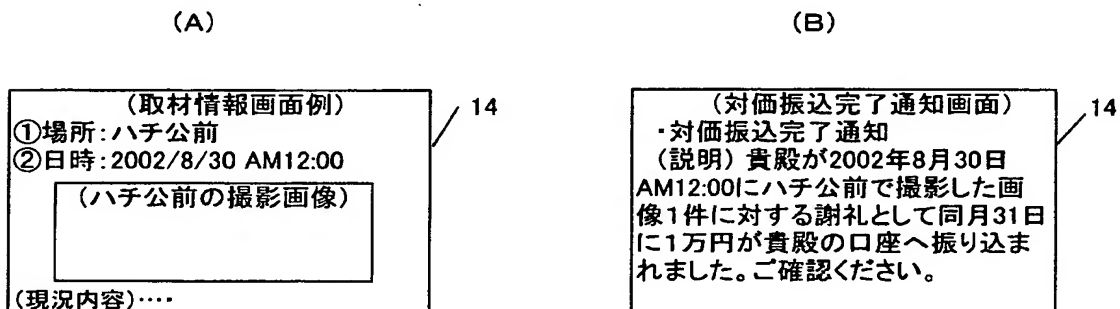 (A)
(取材情報画面例)
14
①場所:ハチ公前
②日時:2002/8/30 AM12:00
(ハチ公前の撮影画像)
(現況内容)‥‥
(B)
(対価振込完了通知画面)
14
・対価振込完了通知
(説明) 貴殿が2002年8月30日
AM12:00にハチ公前で撮影した画
像1件に対する謝礼として同月31日
に1万円が貴殿の口座へ振り込ま
れました。ご確認ください。